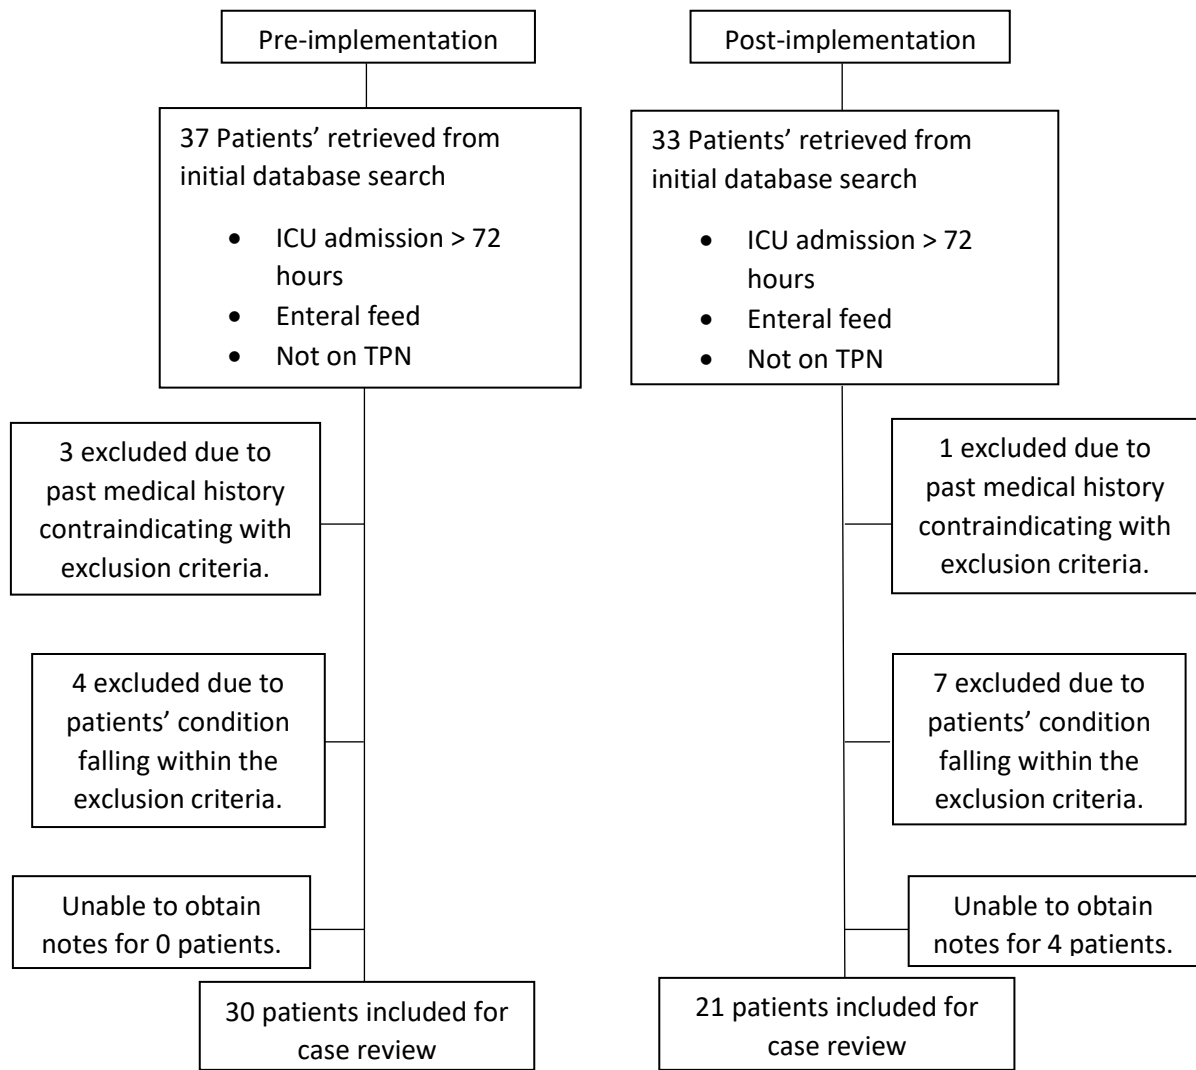 Pre-implementation
37 Patients’ retrieved from
initial database search
• ICU admission > 72
hours
• Enteral feed
• Not on TPN
3 excluded due to
past medical history
contraindicating with
exclusion criteria.
4 excluded due to
patients’ condition
falling within the
exclusion criteria.
Unable to obtain
notes for 0 patients.
30 patients included for
case review
Post-implementation
33 Patients’ retrieved from
initial database search
• ICU admission > 72
hours
• Enteral feed
• Not on TPN
1 excluded due to
past medical history
contraindicating with
exclusion criteria.
7 excluded due to
patients’ condition
falling within the
exclusion criteria.
Unable to obtain
notes for 4 patients.
21 patients included for
case review